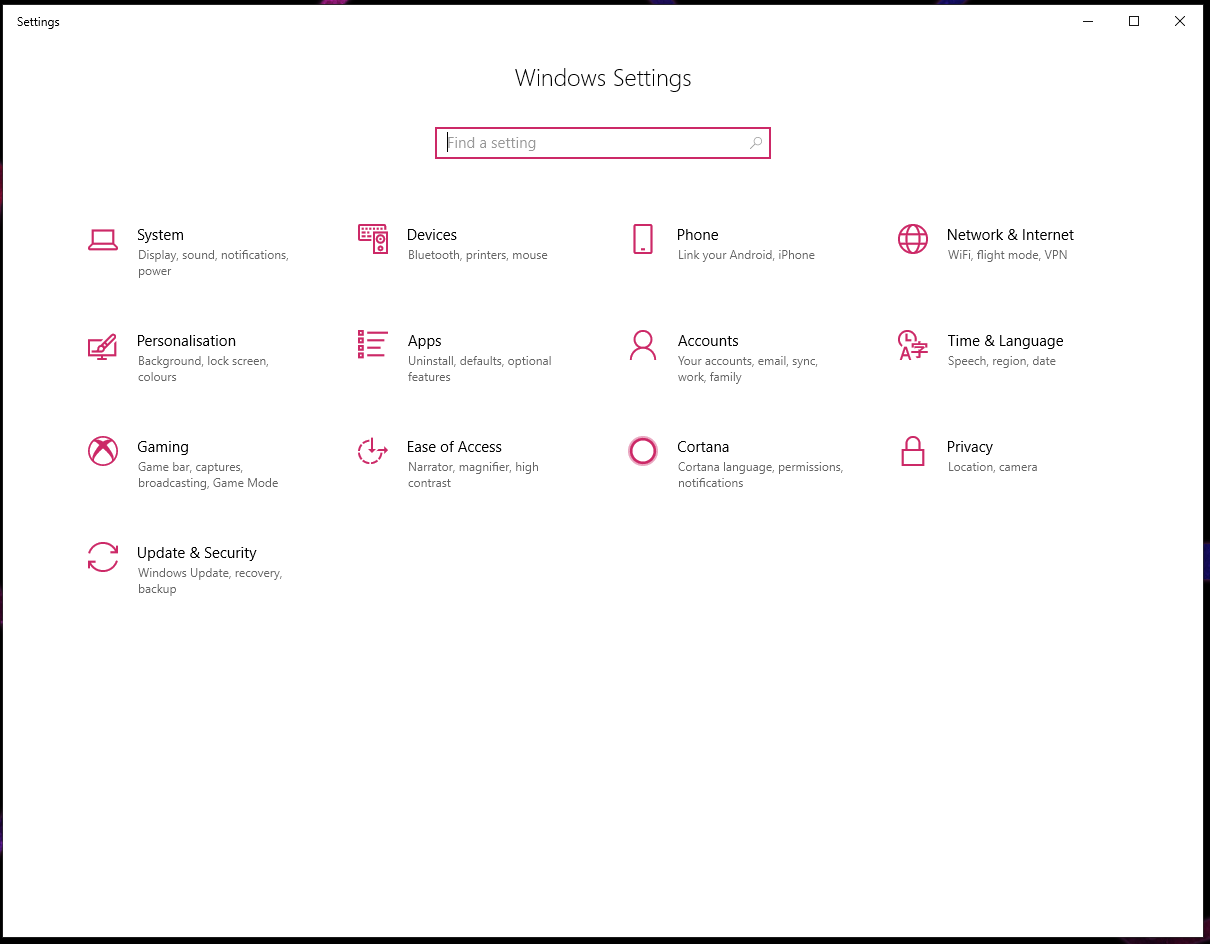 Settings
Windows Settings
Find a setting
System
Display, sound, notifications,
power
Devices
Bluetooth, printers, mouse
Phone
Link your Android, iPhone
Network & Internet
WiFi, flight mode, VPN
Personalisation
Background, lock screen,
colours
Apps
Uninstall, defaults, optional
features
Accounts
Your accounts, email, sync,
work, family
Time & Language
Speech, region, date
Gaming
Game bar, captures,
broadcasting, Game Mode
Ease of Access
Narrator, magnifier, high
contrast
Cortana
Cortana language, permissions,
notifications
Privacy
Location, camera
Update & Security
Windows Update, recovery,
backup